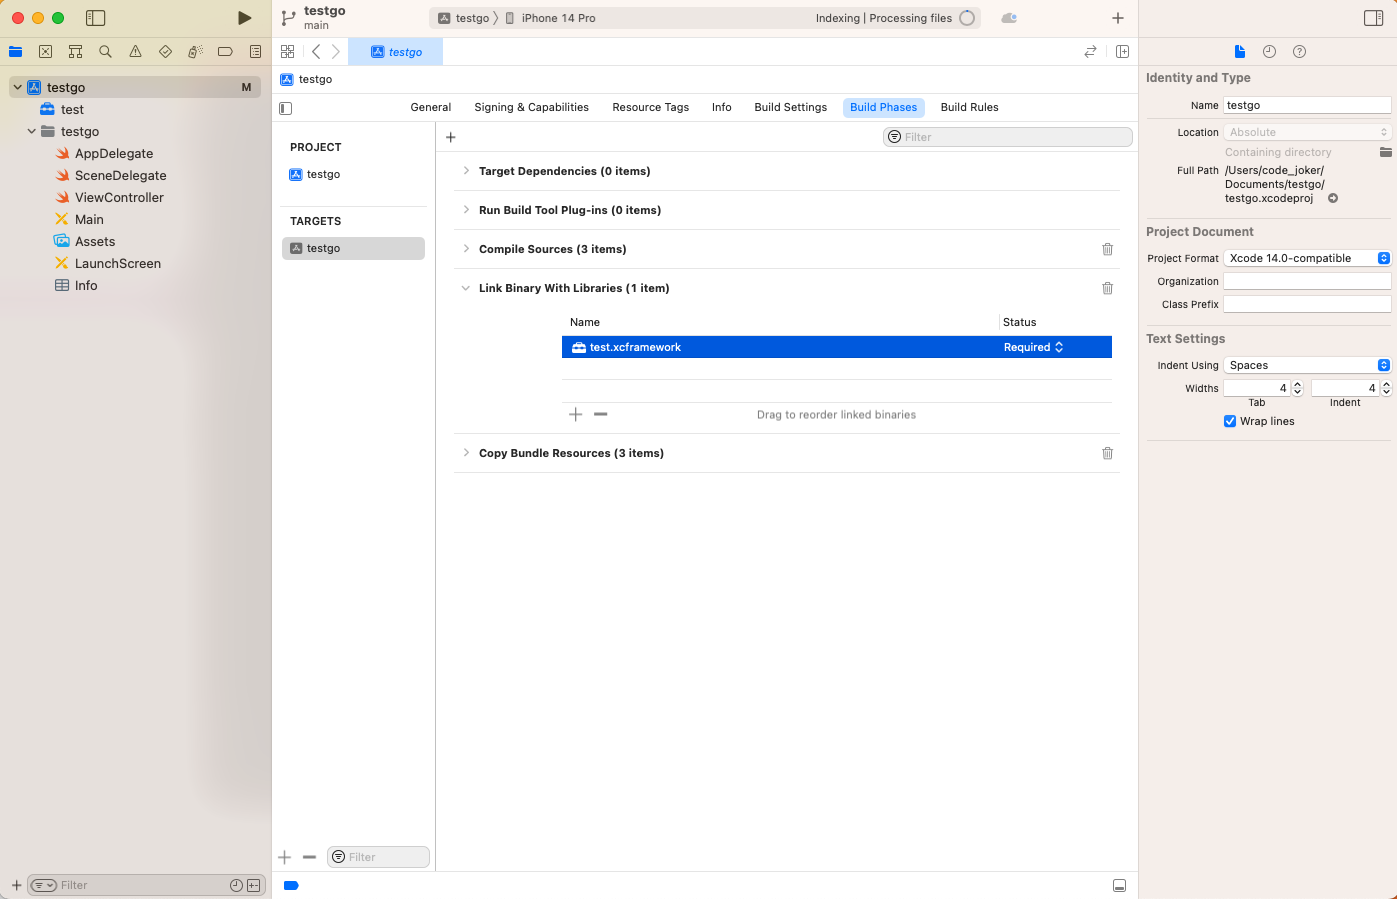 testgo
main
testgo
iPhone 14 Pro
Indexing | Processing files
testgo
testgo
M
test
testgo
AppDelegate
SceneDelegate
ViewController
Main
Assets
LaunchScreen
Info
Filter
testgo
General
Signing & Capabilities
Resource Tags
Info
Build Settings
Build Phases
Build Rules
PROJECT
testgo
TARGETS
testgo
Filter
Filter
Target Dependencies (0 items)
Run Build Tool Plug-ins (0 items)
Compile Sources (3 items)
Link Binary With Libraries (1 item)
Name
Status
test.xcframework
Required
Drag to reorder linked binaries
Copy Bundle Resources (3 items)
Identity and Type
Name
testgo
Location
Absolute
Containing directory
Full Path
/Users/code_joker/
Documents/testgo/
testgo.xcodeproj
Project Document
Project Format
Xcode 14.0-compatible
Organization
Class Prefix
Text Settings
Indent Using
Spaces
Widths
4
4
Tab
Indent
Wrap lines